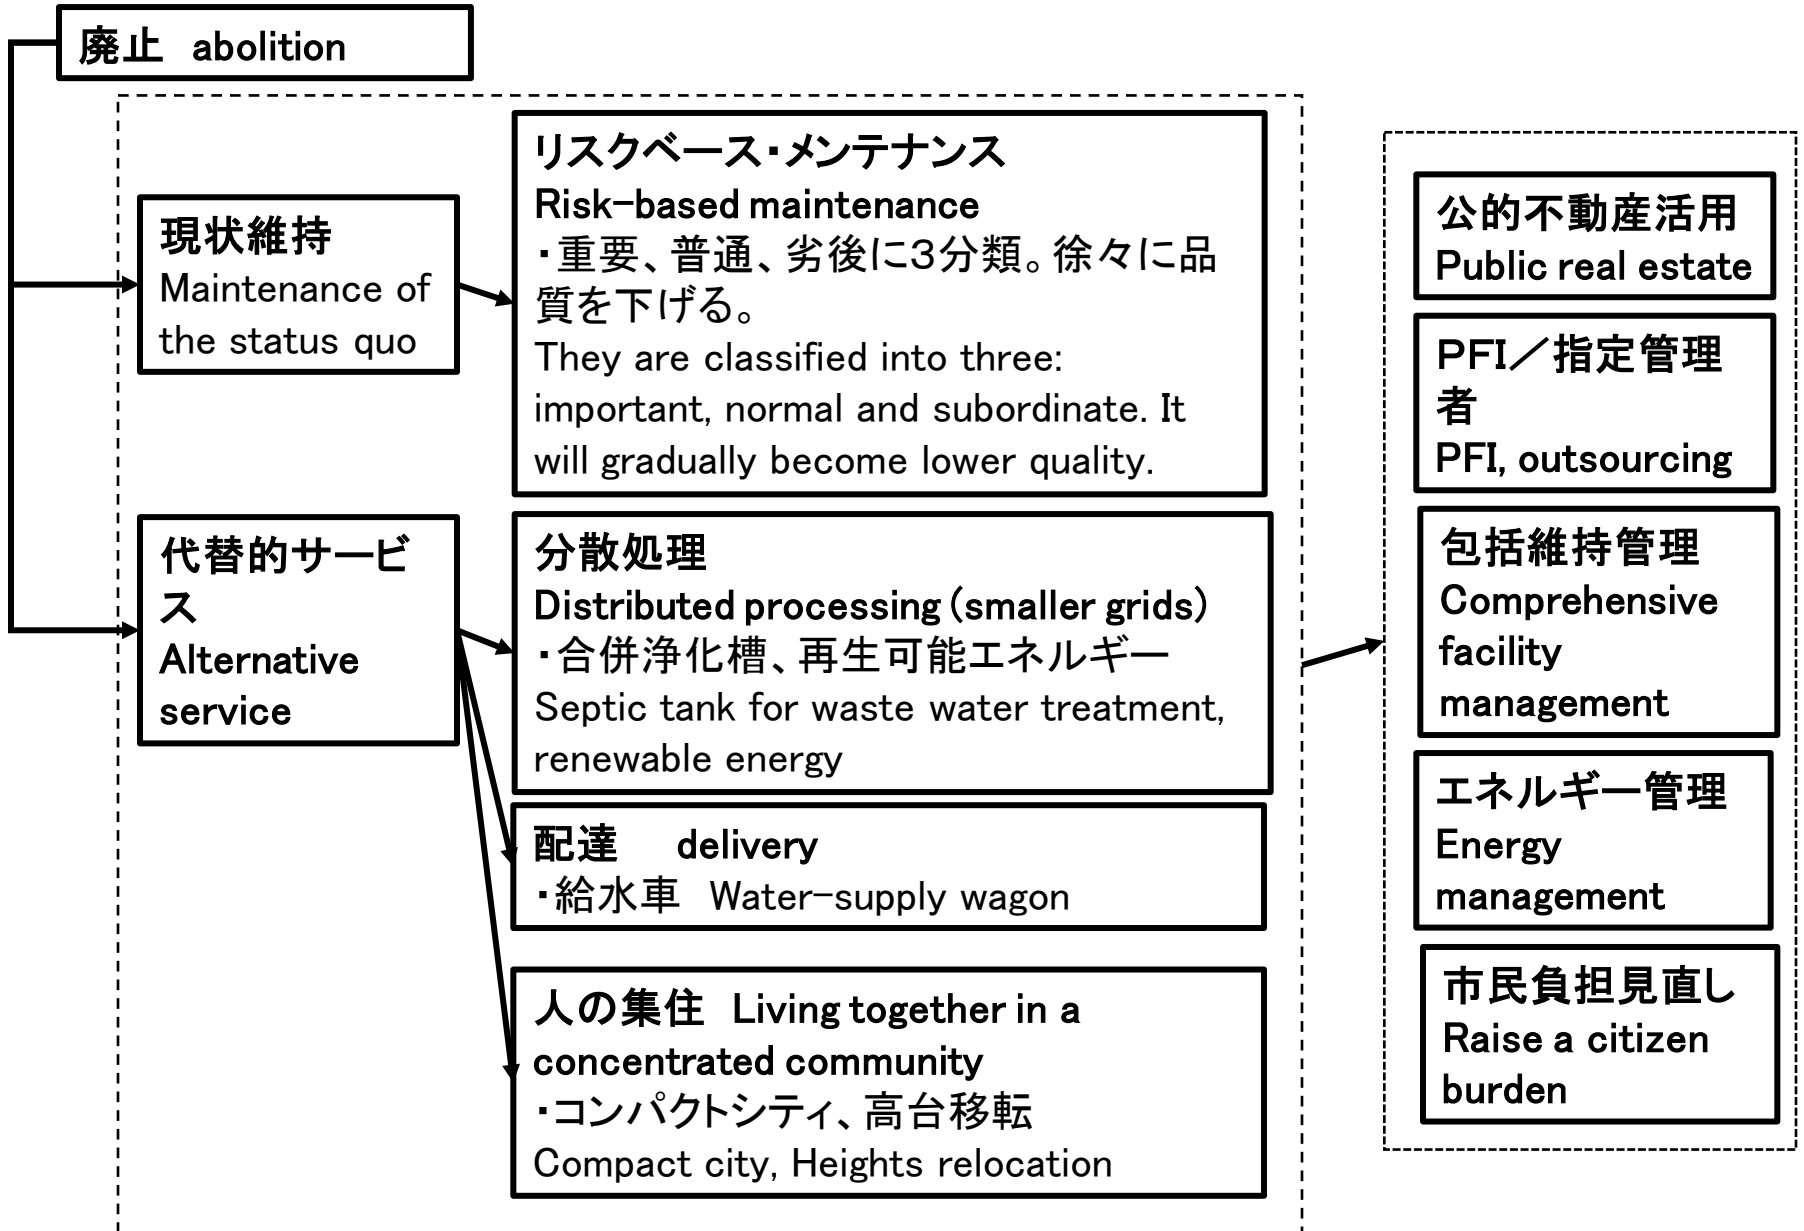 廃止 abolition
現状維持
Maintenance of
the status quo
リスクベース・メンテナンス
Risk-based maintenance
・重要、普通、劣後に3分類。徐々に品
質を下げる。
They are classified into three:
important, normal and subordinate. It
will gradually become lower quality.
代替的サービ
ス
Alternative
service
分散処理
Distributed processing (smaller grids)
・合併浄化槽、再生可能エネルギー
Septic tank for waste water treatment,
renewable energy
配達 delivery
・給水車 Water-supply wagon
人の集住 Living together in a
concentrated community
・コンパクトシティ、高台移転
Compact city, Heights relocation
公的不動産活用
Public real estate
PFI／指定管理
者
PFI, outsourcing
包括維持管理
Comprehensive
facility
management
エネルギー管理
Energy
management
市民負担見直し
Raise a citizen
burden